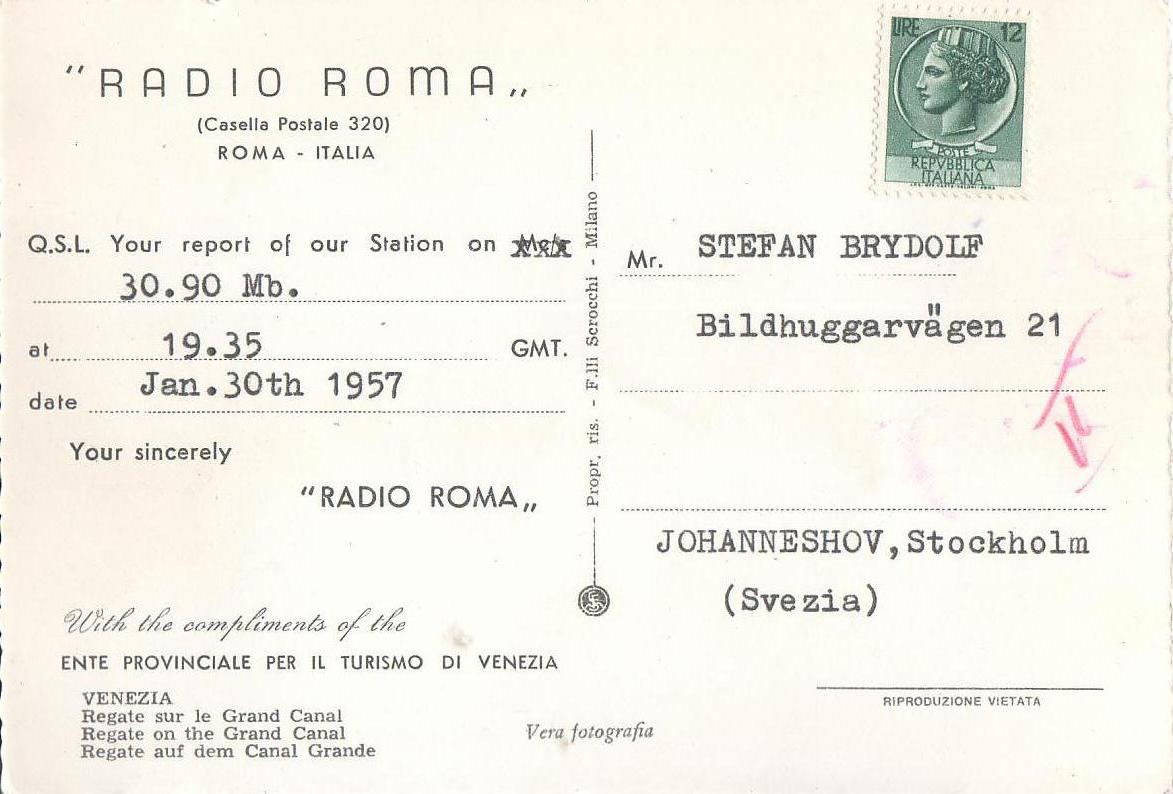 "RADIO ROMA„
(Casella Postale 320)
ROMA - ITALIA
Q.S.L. Your report of our Station on
30.90 Mb.
at 19.35 GMT.
date Jan.30th 1957
Your sincerely
"RADIO ROMA„
With the compliments of the
ENTE PROVINCIALE PER IL TURISMO DI VENEZIA
VENEZIA
Regate sur le Grand Canal
Regate on the Grand Canal
Regate auf dem Canal Grande
Vera fotografia
Propr. ris. - F.lli Scrocchi - Milano
LIRE 12
POSTE
REPVBBLICA
ITALIANA
Mr. STEFAN BRYDOLF
Bildhuggarvägen 21
JOHANNESHOV,Stockholm
(Svezia)
RIPRODUZIONE VIETATA